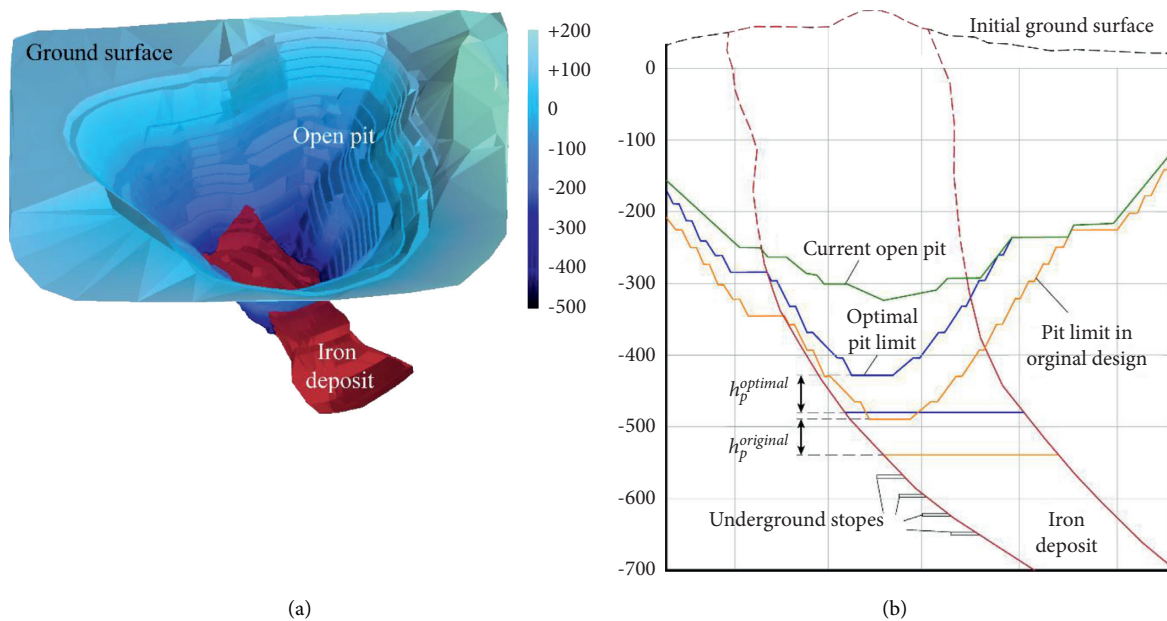 Ground surface
Open pit
Iron
deposit
+200
+100
0
-100
-200
-300
-400
-500
(a)
Initial ground surface
0
-100
-200
-300
-400
-500
-600
-700
Current open pit
Optimal
pit limit
Pit limit in
orginal design
h_p^optimal
h_p^original
Underground stopes
Iron
deposit
(b)